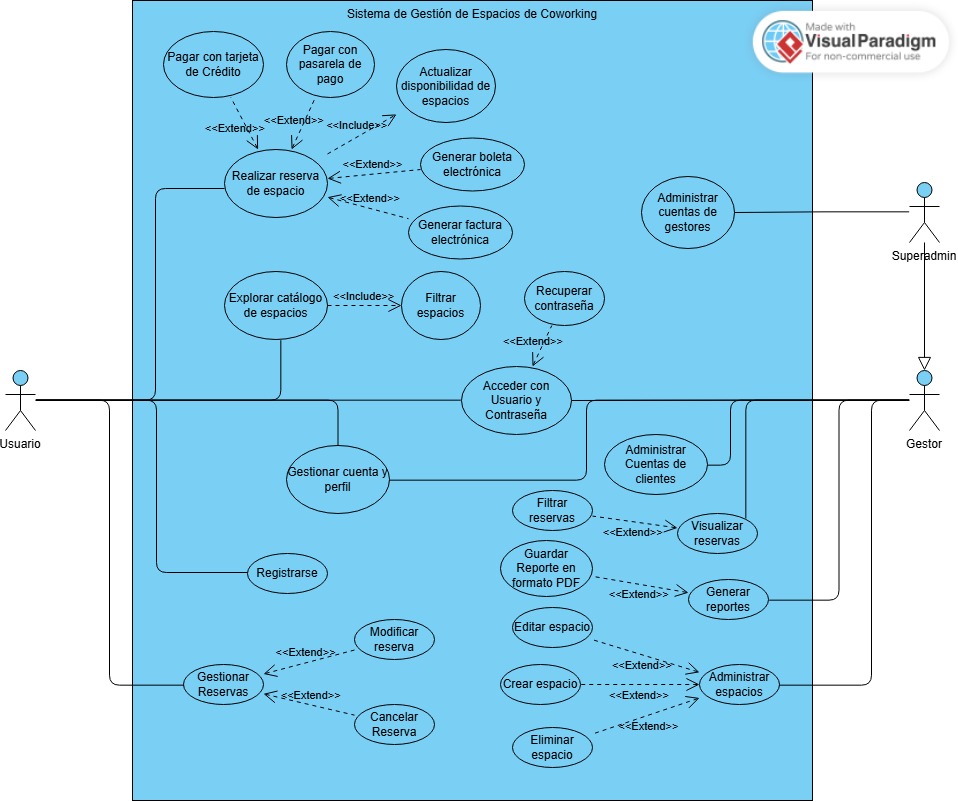 Sistema de Gestión de Espacios de Coworking
Made with
VisualParadigm
For non-commercial use
Pagar con tarjeta
de Crédito
Pagar con
pasarela de
pago
Actualizar
disponibilidad de
espacios
<<Extend>>
<<Extend>>
<<Include>>
Realizar reserva
de espacio
<<Extend>>
Generar boleta
electrónica
<<Extend>>
Generar factura
electrónica
Administrar
cuentas de
gestores
Superadmin
Explorar catálogo
de espacios
<<Include>>
Filtrar
espacios
Recuperar
contraseña
<<Extend>>
Acceder con
Usuario y
Contraseña
Usuario
Gestor
Gestionar cuenta y
perfil
Administrar
Cuentas de
clientes
Filtrar
reservas
<<Extend>>
Visualizar
reservas
Guardar
Reporte en
formato PDF
<<Extend>>
Generar
reportes
Registrarse
Editar espacio
<<Extend>>
Crear espacio
<<Extend>>
Administrar
espacios
<<Extend>>
Eliminar
espacio
Modificar
reserva
<<Extend>>
Gestionar
Reservas
<<Extend>>
Cancelar
Reserva